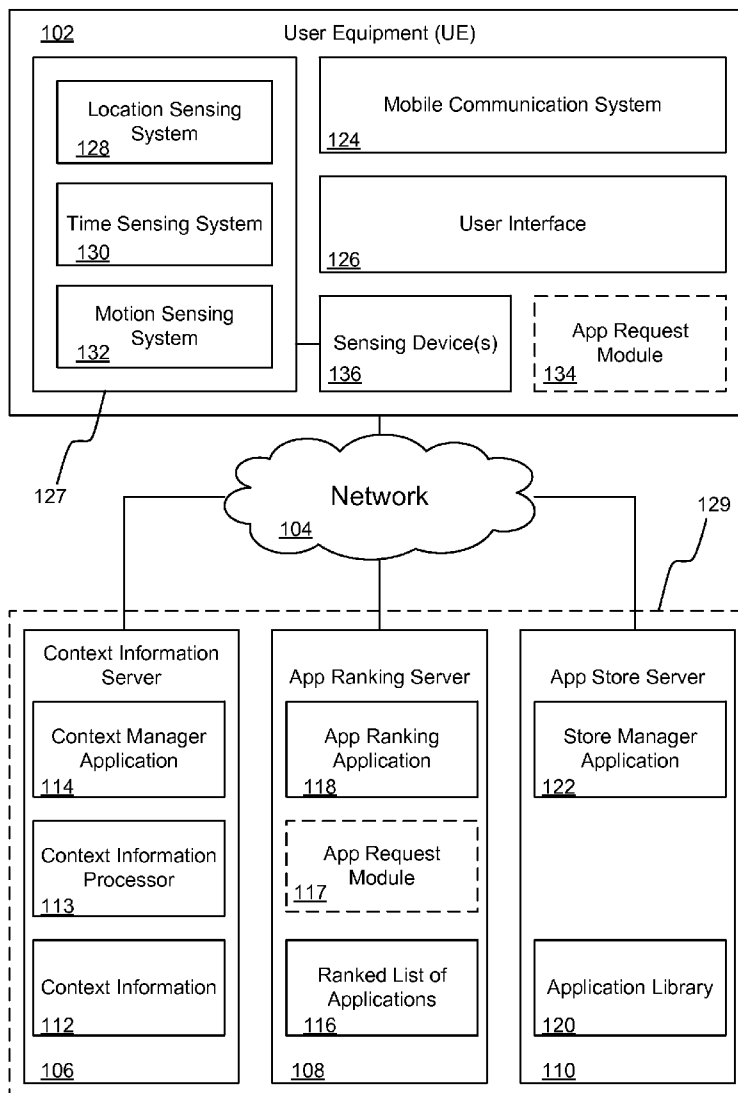 102
User Equipment (UE)
Location Sensing
System
128
Time Sensing System
130
Motion Sensing
System
132
Mobile Communication System
124
User Interface
126
Sensing Device(s)
136
App Request
Module
134
127
Network
104
129
Context Information
Server
Context Manager
Application
114
Context Information
Processor
113
Context Information
112
106
App Ranking Server
App Ranking
Application
118
App Request
Module
117
Ranked List of
Applications
116
108
App Store Server
Store Manager
Application
122
Application Library
120
110